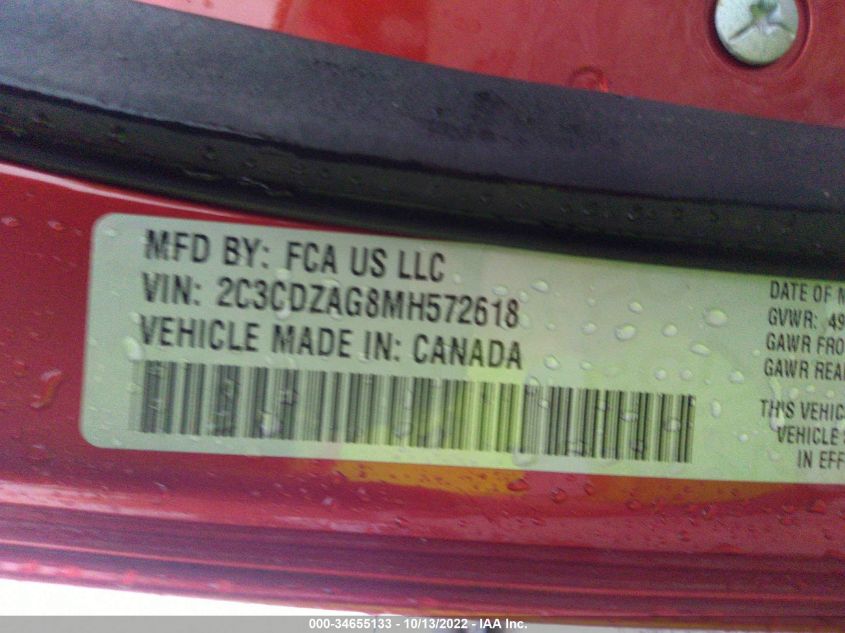 MFD BY: FCA US LLC
VIN: 2C3CDZAG8MH572618
VEHICLE MADE IN: CANADA
DATE OF M
GVWR: 49
GAWR FRO
GAWR REA
THIS VEHIC
VEHICLE
IN EFF
000-34655133 - 10/13/2022 - IAA Inc.